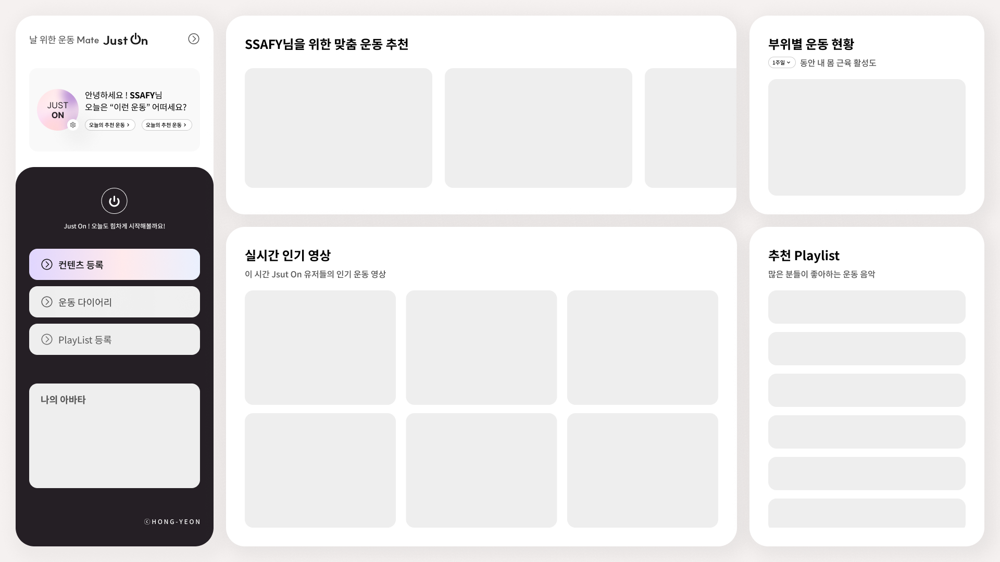 날 위한 운동 Mate Just On
JUST
ON
안녕하세요 ! SSAFY님
오늘은 “이런 운동” 어떠세요?
오늘의 추천 운동
오늘의 추천 운동
Just On ! 오늘도 힘차게 시작해볼까요!
컨텐츠 등록
운동 다이어리
PlayList 등록
나의 아바타
ⓒHONG-YEON
SSAFY님을 위한 맞춤 운동 추천
실시간 인기 영상
이 시간 Jsut On 유저들의 인기 운동 영상
부위별 운동 현황
1주일 동안 내 몸 근육 활성도
추천 Playlist
많은 분들이 좋아하는 운동 음악